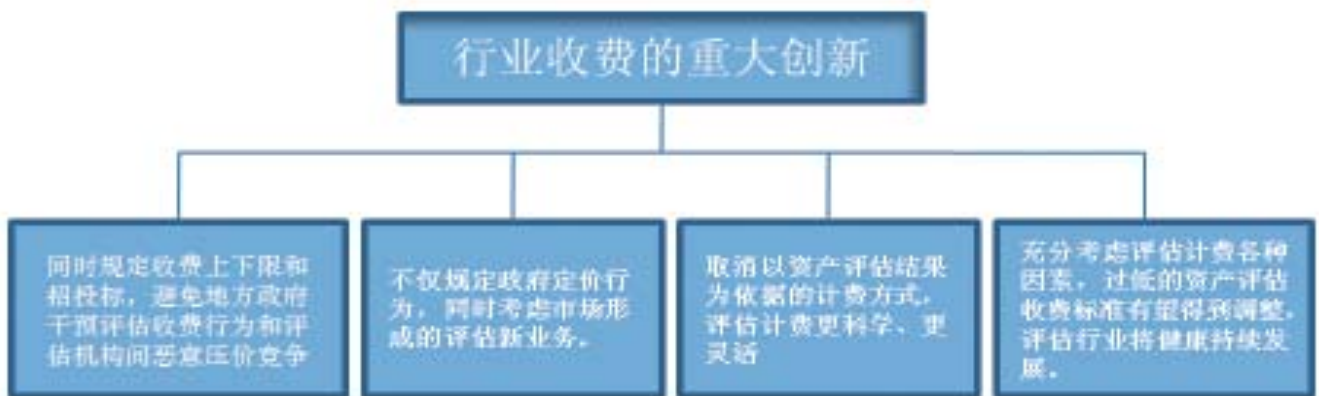 行业收费的重大创新
同时规定收费上下限和
招投标，避免地方政府
干预评估收费行为和评
估机构间恶意压价竞争
不仅规定政府定价行
为，同时考虑市场形
成的评估新业务。
取消以资产评估结果
为依据的计费方式，
评估计费更科学、更
灵活
充分考虑评估计费各种
因素，过低的资产评估
收费标准有望得到调整，
评估行业将健康持续发
展。